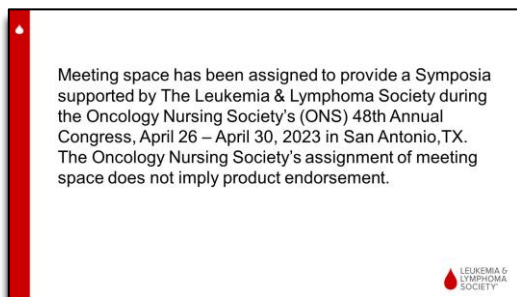 Meeting space has been assigned to provide a Symposia
supported by The Leukemia & Lymphoma Society during
the Oncology Nursing Society's (ONS) 48th Annual
Congress, April 26 – April 30, 2023 in San Antonio,TX.
The Oncology Nursing Society's assignment of meeting
space does not imply product endorsement.
LEUKEMIA &
LYMPHOMA
SOCIETY